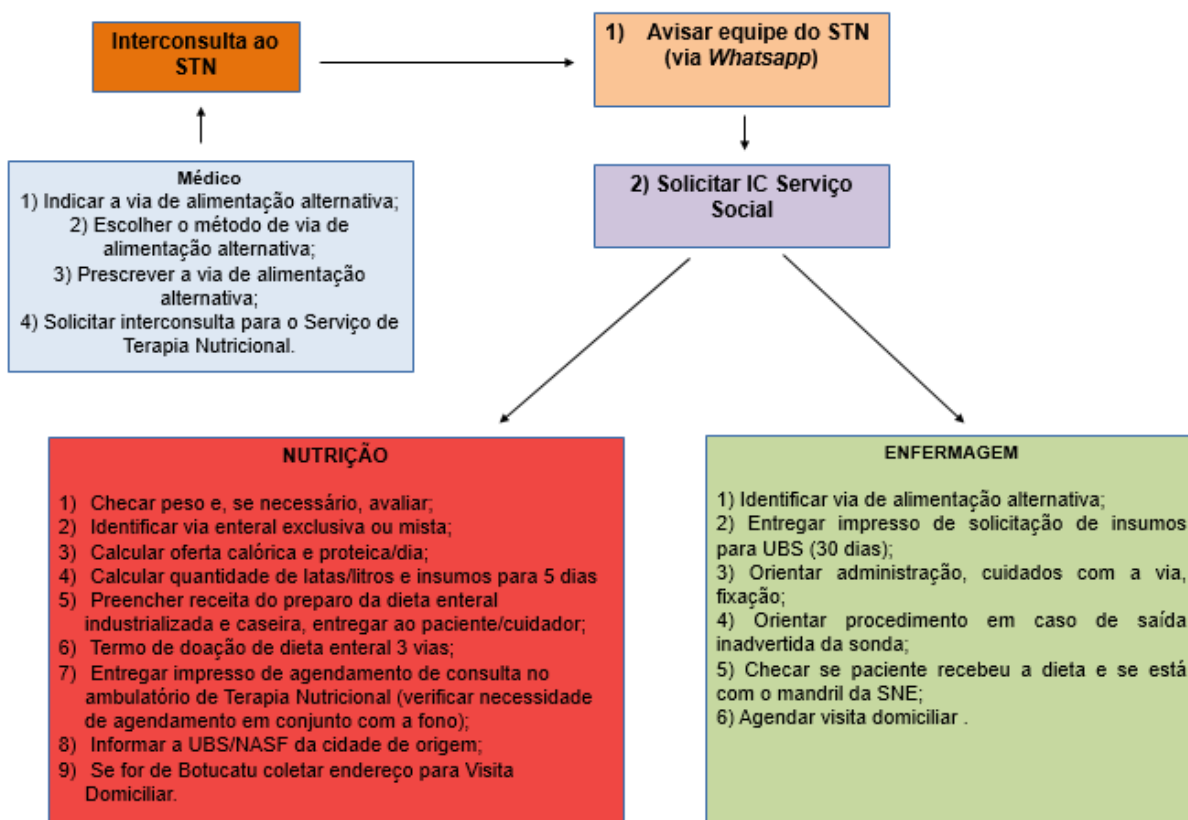 Interconsulta ao
STN
1) Avisar equipe do STN
(via Whatsapp)
Médico
1) Indicar a via de alimentação alternativa;
2) Escolher o método de via de
alimentação alternativa;
3) Prescrever a via de alimentação
alternativa;
4) Solicitar interconsulta para o Serviço de
Terapia Nutricional.
2) Solicitar IC Serviço
Social
NUTRIÇÃO
1) Checar peso e, se necessário, avaliar;
2) Identificar via enteral exclusiva ou mista;
3) Calcular oferta calórica e proteica/dia;
4) Calcular quantidade de latas/litros e insumos para 5 dias
5) Preencher receita do preparo da dieta enteral
industrializada e caseira, entregar ao paciente/cuidador;
6) Termo de doação de dieta enteral 3 vias;
7) Entregar impresso de agendamento de consulta no
ambulatório de Terapia Nutricional (verificar necessidade
de agendamento em conjunto com a fono);
8) Informar a UBS/NASF da cidade de origem;
9) Se for de Botucatu coletar endereço para Visita
Domiciliar.
ENFERMAGEM
1) Identificar via de alimentação alternativa;
2) Entregar impresso de solicitação de insumos
para UBS (30 dias);
3) Orientar administração, cuidados com a via,
fixação;
4) Orientar procedimento em caso de saída
inadvertida da sonda;
5) Checar se paciente recebeu a dieta e se está
com o mandril da SNE;
6) Agendar visita domiciliar .